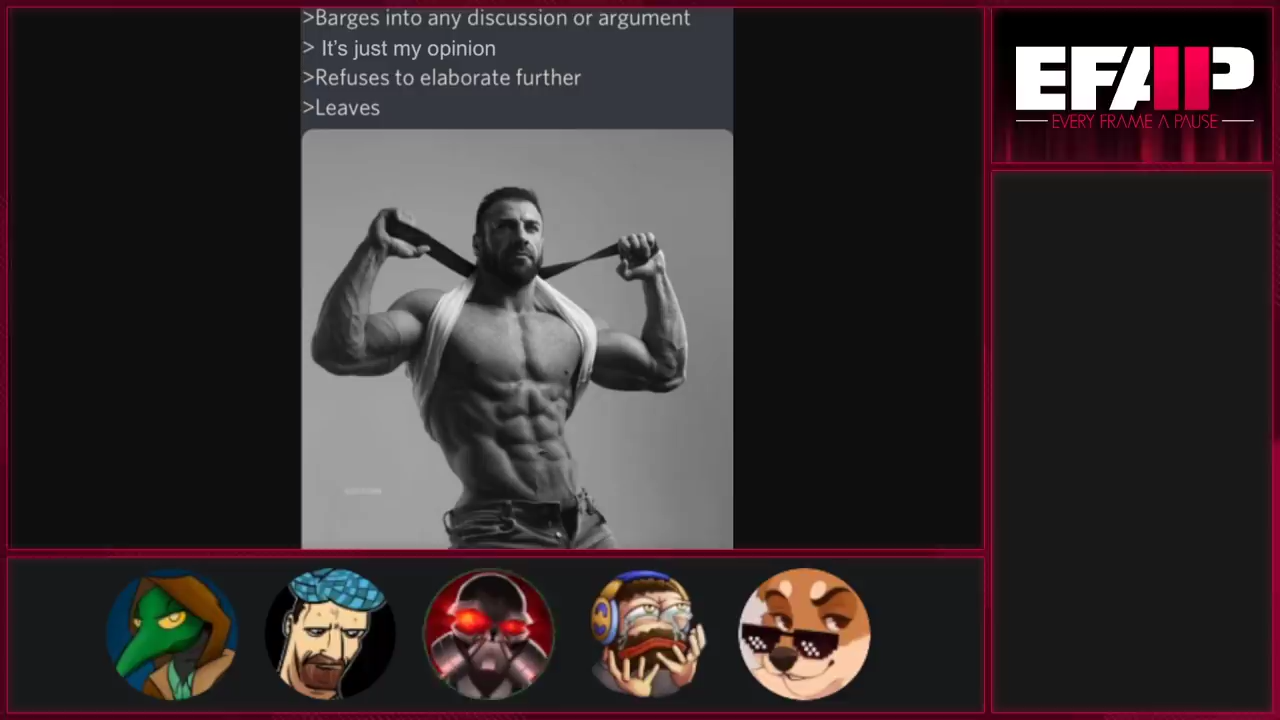 >Barges into any discussion or argument
> It's just my opinion
>Refuses to elaborate further
>Leaves
EFAP
EVERY FRAME A PAUSE